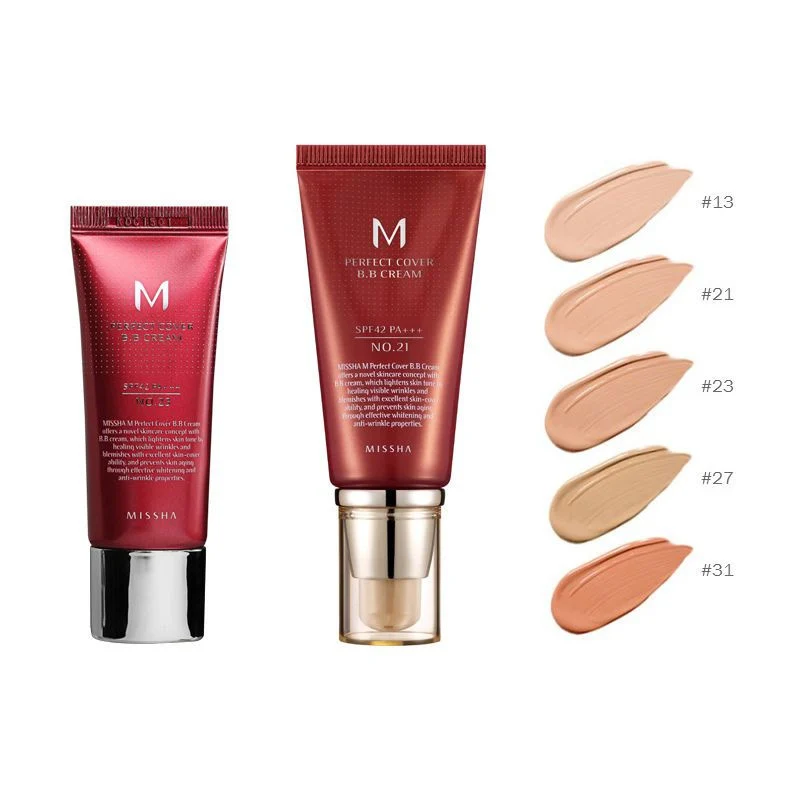 M
PERFECT COVER
B.B CREAM
SPF42 PA+++
NO.23
MISSHA M Perfect Cover B.B Cream
offers a novel skincare concept with
B.B cream, which lightens skin tone by
healing visible wrinkles and
blemishes with excellent skin-cover
ability, and prevents skin aging
through effective whitening and
anti-wrinkle properties.
MISSHA
M
PERFECT COVER
B.B CREAM
SPF42 PA+++
NO.21
MISSHA M Perfect Cover B.B Cream
offers a novel skincare concept with
B.B cream, which lightens skin tone by
healing visible wrinkles and
blemishes with excellent skin-cover
ability, and prevents skin aging
through effective whitening and
anti-wrinkle properties.
MISSHA
#13
#21
#23
#27
#31